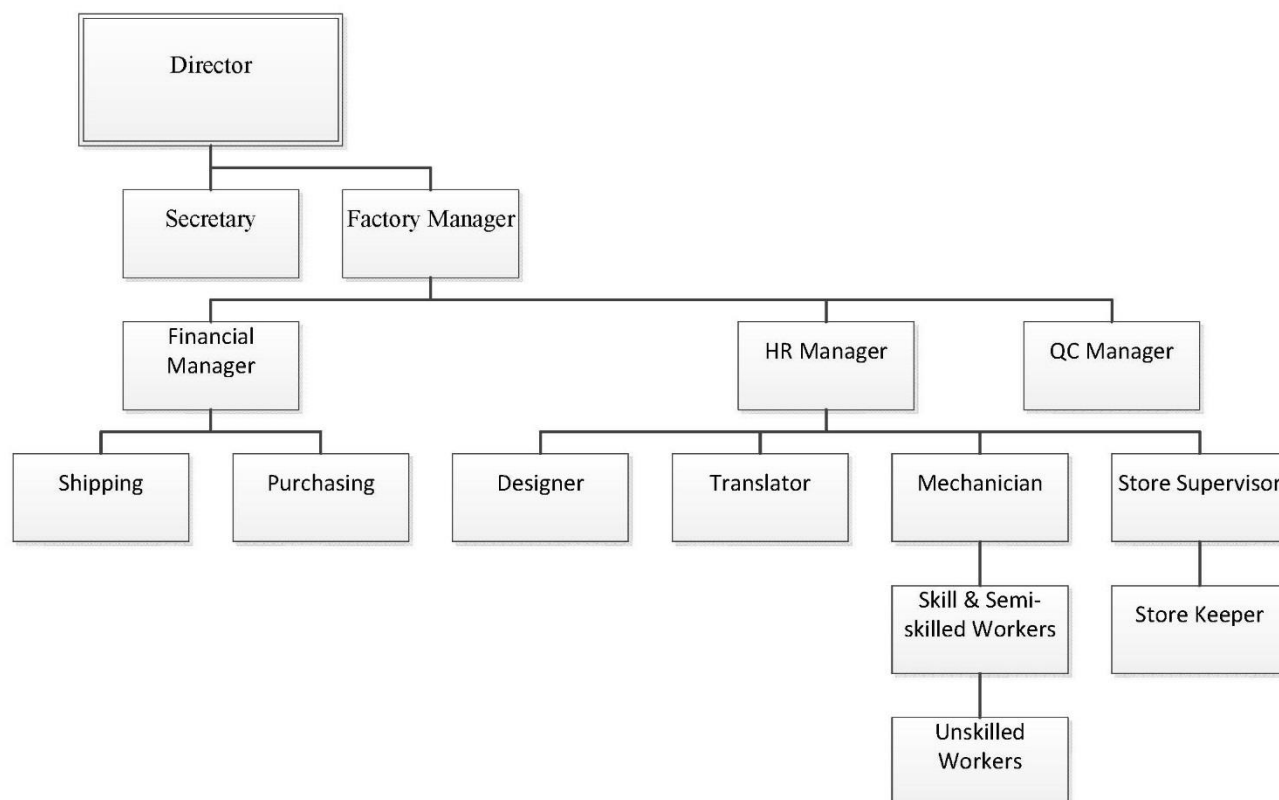 Director
Secretary
Factory Manager
Financial
Manager
HR Manager
QC Manager
Shipping
Purchasing
Designer
Translator
Mechanician
Store Supervisor
Skill & Semi-
skilled Workers
Store Keeper
Unskilled
Workers